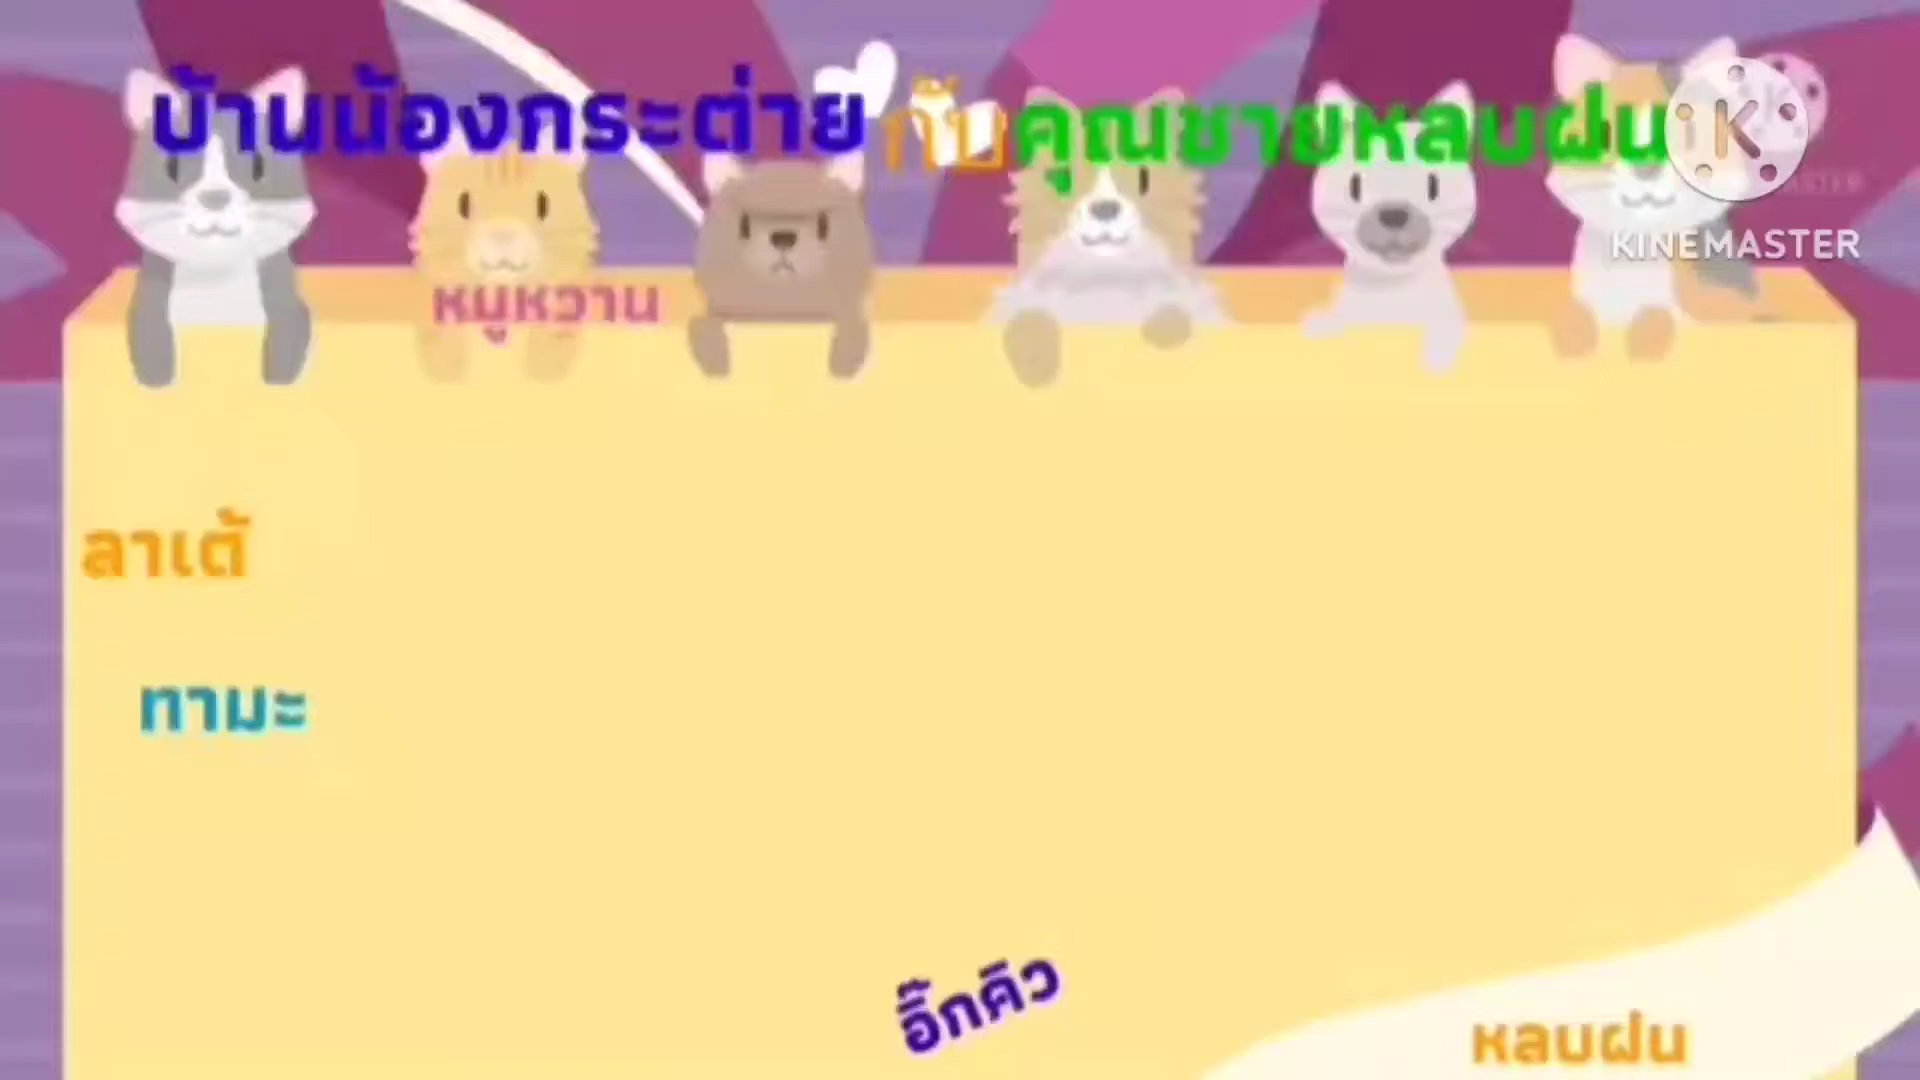 บ้านน้องกระต่าย กับ คุณชายหลบฝน
KINEMASTER
หมูหวาน
ลาเต้
ทามะ
อิ๊กคิว
หลบฝน